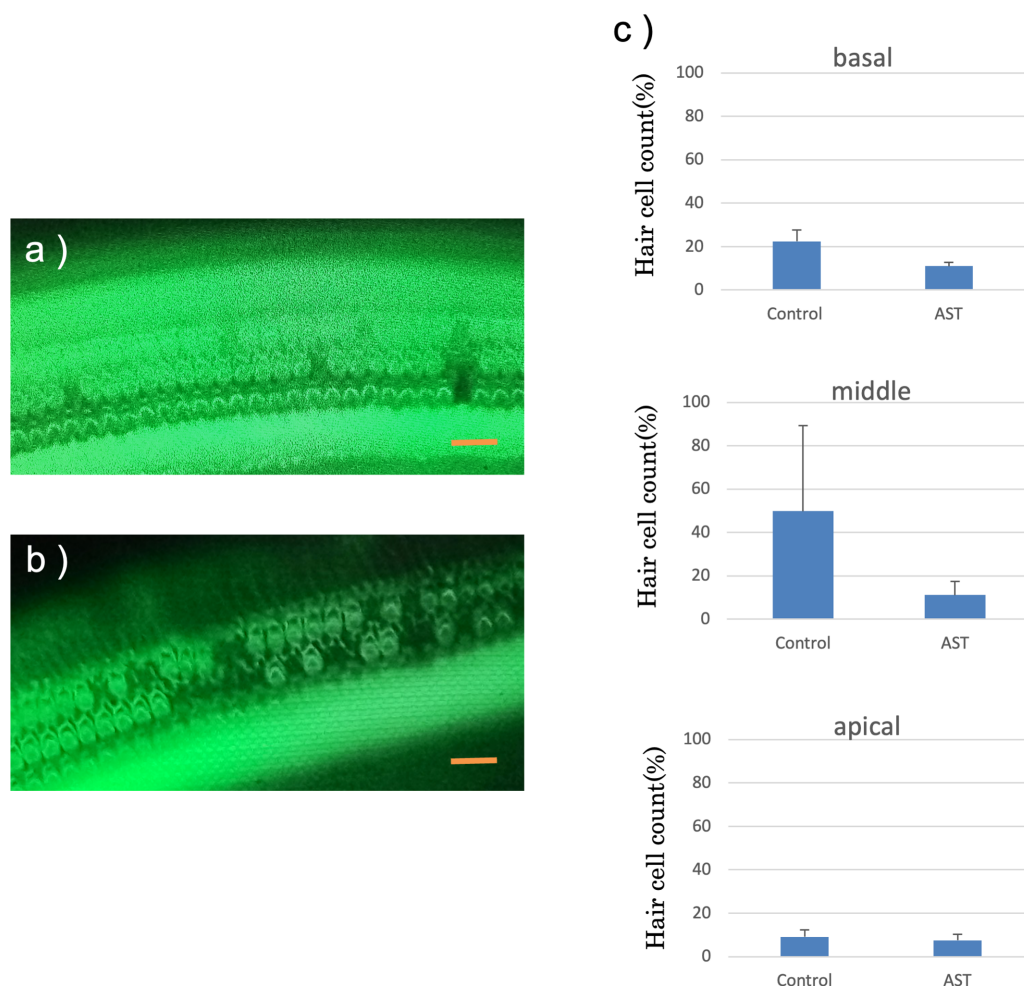 a )
b )
c )
basal
Hair cell count(%)
100
80
60
40
20
0
Control AST
middle
Hair cell count(%)
100
80
60
40
20
0
Control AST
apical
Hair cell count(%)
100
80
60
40
20
0
Control AST